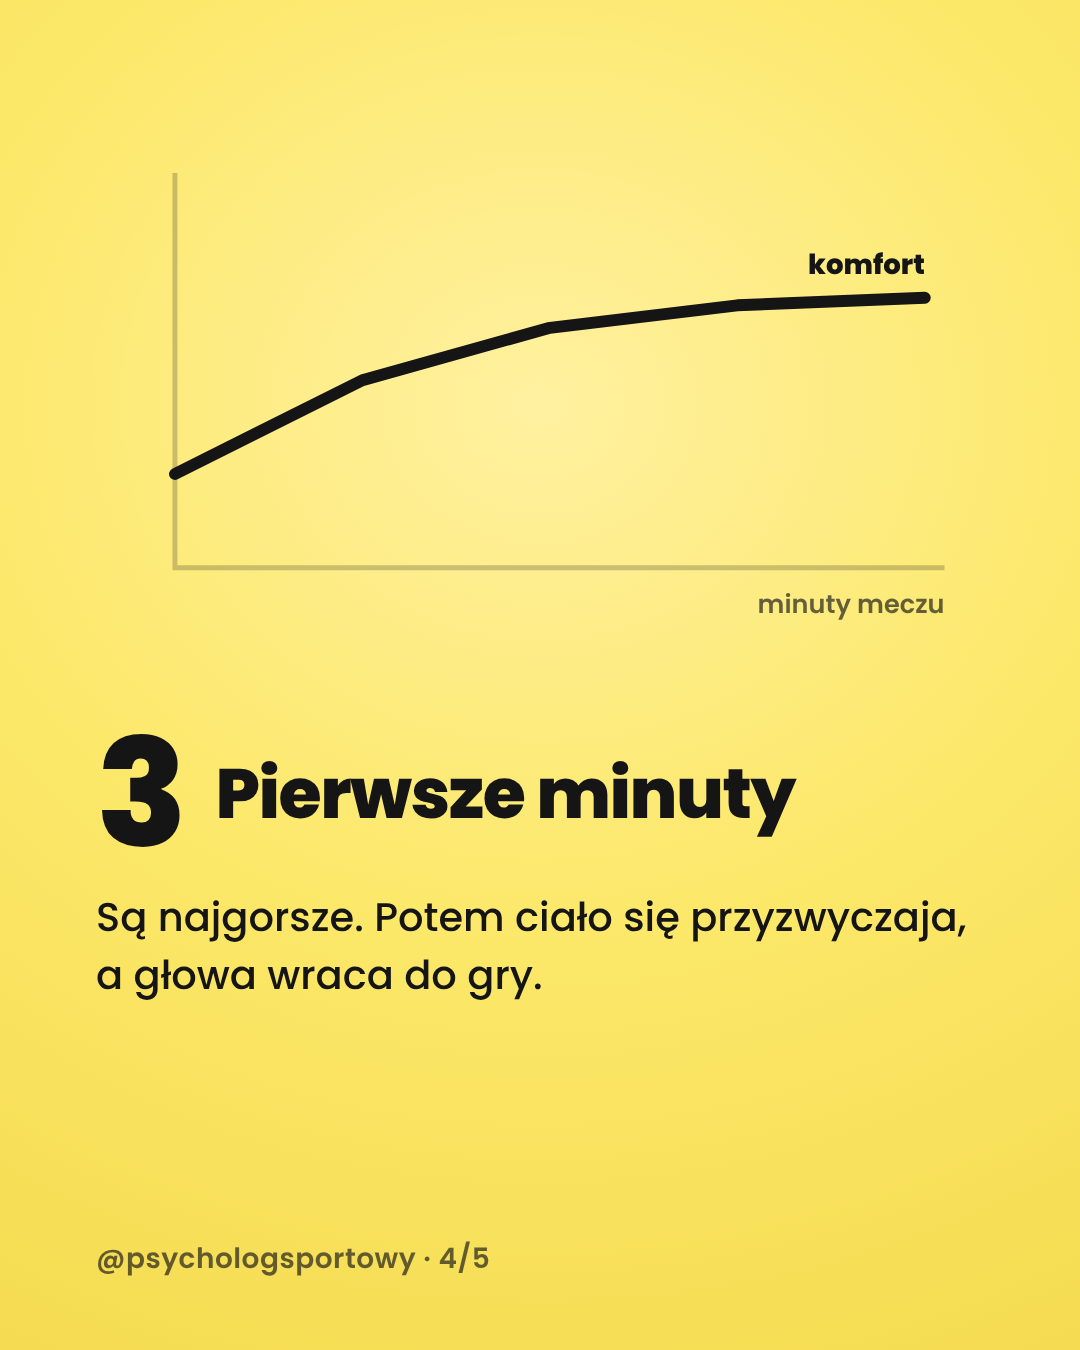 komfort
minuty meczu
3 Pierwsze minuty
Są najgorsze. Potem ciało się przyzwyczaja,
a głowa wraca do gry.
@psychologsportowy · 4/5